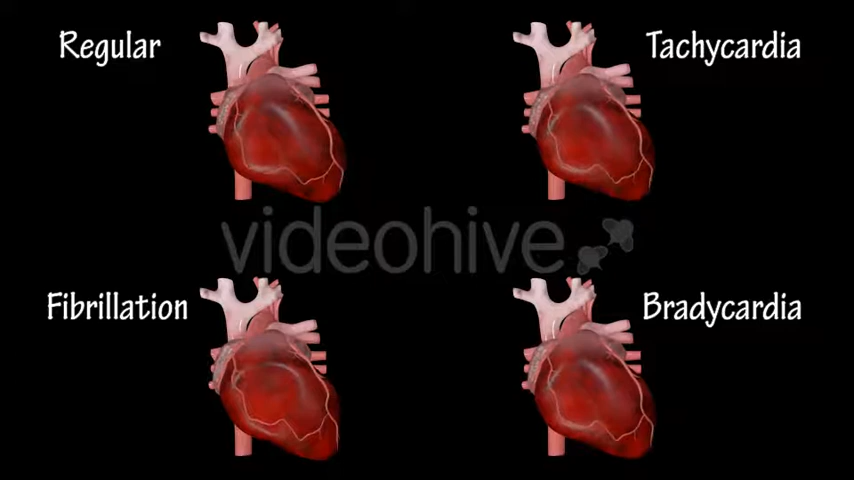 Regular
Tachycardia
videohive
Fibrillation
Bradycardia